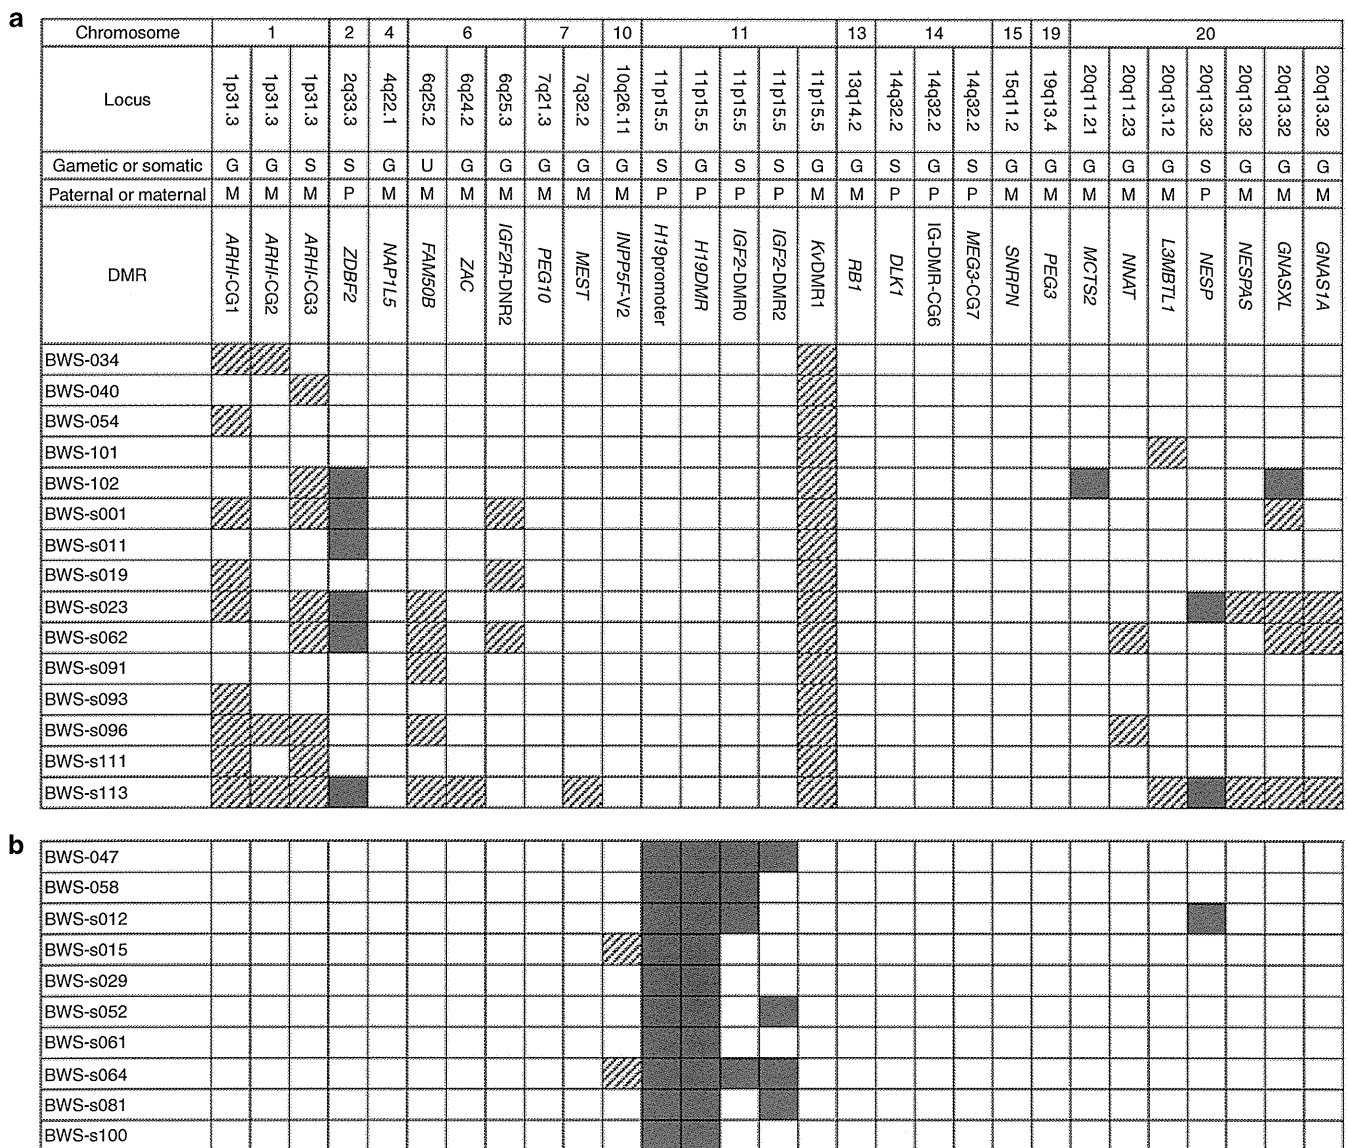 a
Chromosome 1 2 4 6 7 10 11 13 14 15 19 20
Locus 1p31.3 1p31.3 1p31.3 2q33.3 4q22.1 6q25.2 6q24.2 6q25.3 7q21.3 7q32.2 10q26.11 11p15.5 11p15.5 11p15.5 11p15.5 11p15.5 13q14.2 14q32.2 14q32.2 14q32.2 15q11.2 19q13.4 20q11.21 20q11.23 20q13.12 20q13.32 20q13.32 20q13.32 20q13.32
Gametic or somatic G G S S G U G G G G G S G S S G G S G S G G G G G S G G G
Paternal or maternal M M M P M M M M M M M P P P P M M P P P M M M M M P M M M
DMR ARHI-CG1 ARHI-CG2 ARHI-CG3 ZDBF2 NAP1L5 FAM50B ZAC IGF2R-DNR2 PEG10 MEST INPP5F-V2 H19promoter H19DMR IGF2-DMR0 IGF2-DMR2 KvDMR1 RB1 DLK1 IG-DMR-CG6 MEG3-CG7 SNRPN PEG3 MCTS2 NNAT L3MBTL1 NESP NESPAS GNASXL GNAS1A
BWS-034
BWS-040
BWS-054
BWS-101
BWS-102
BWS-s001
BWS-s011
BWS-s019
BWS-s023
BWS-s062
BWS-s091
BWS-s093
BWS-s096
BWS-s111
BWS-s113
b
BWS-047
BWS-058
BWS-s012
BWS-s015
BWS-s029
BWS-s052
BWS-s061
BWS-s064
BWS-s081
BWS-s100